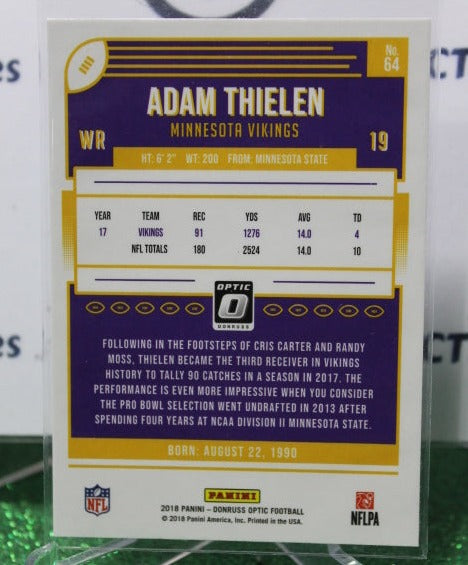 No.
64
ADAM THIELEN
MINNESOTA VIKINGS
WR
19
HT: 6' 2" WT: 200 FROM: MINNESOTA STATE
YEAR TEAM REC YDS AVG TD
17 VIKINGS 91 1276 14.0 4
NFL TOTALS 180 2524 14.0 10
OPTIC
DONRUSS
FOLLOWING IN THE FOOTSTEPS OF CRIS CARTER AND RANDY
MOSS, THIELEN BECAME THE THIRD RECEIVER IN VIKINGS
HISTORY TO TALLY 90 CATCHES IN A SEASON IN 2017. THE
PERFORMANCE IS EVEN MORE IMPRESSIVE WHEN YOU CONSIDER
THE PRO BOWL SELECTION WENT UNDRAFTED IN 2013 AFTER
SPENDING FOUR YEARS AT NCAA DIVISION II MINNESOTA STATE.
BORN: AUGUST 22, 1990
NFL
PANINI
2018 PANINI – DONRUSS OPTIC FOOTBALL
© 2018 Panini America, Inc. Printed in the USA.
NFLPA